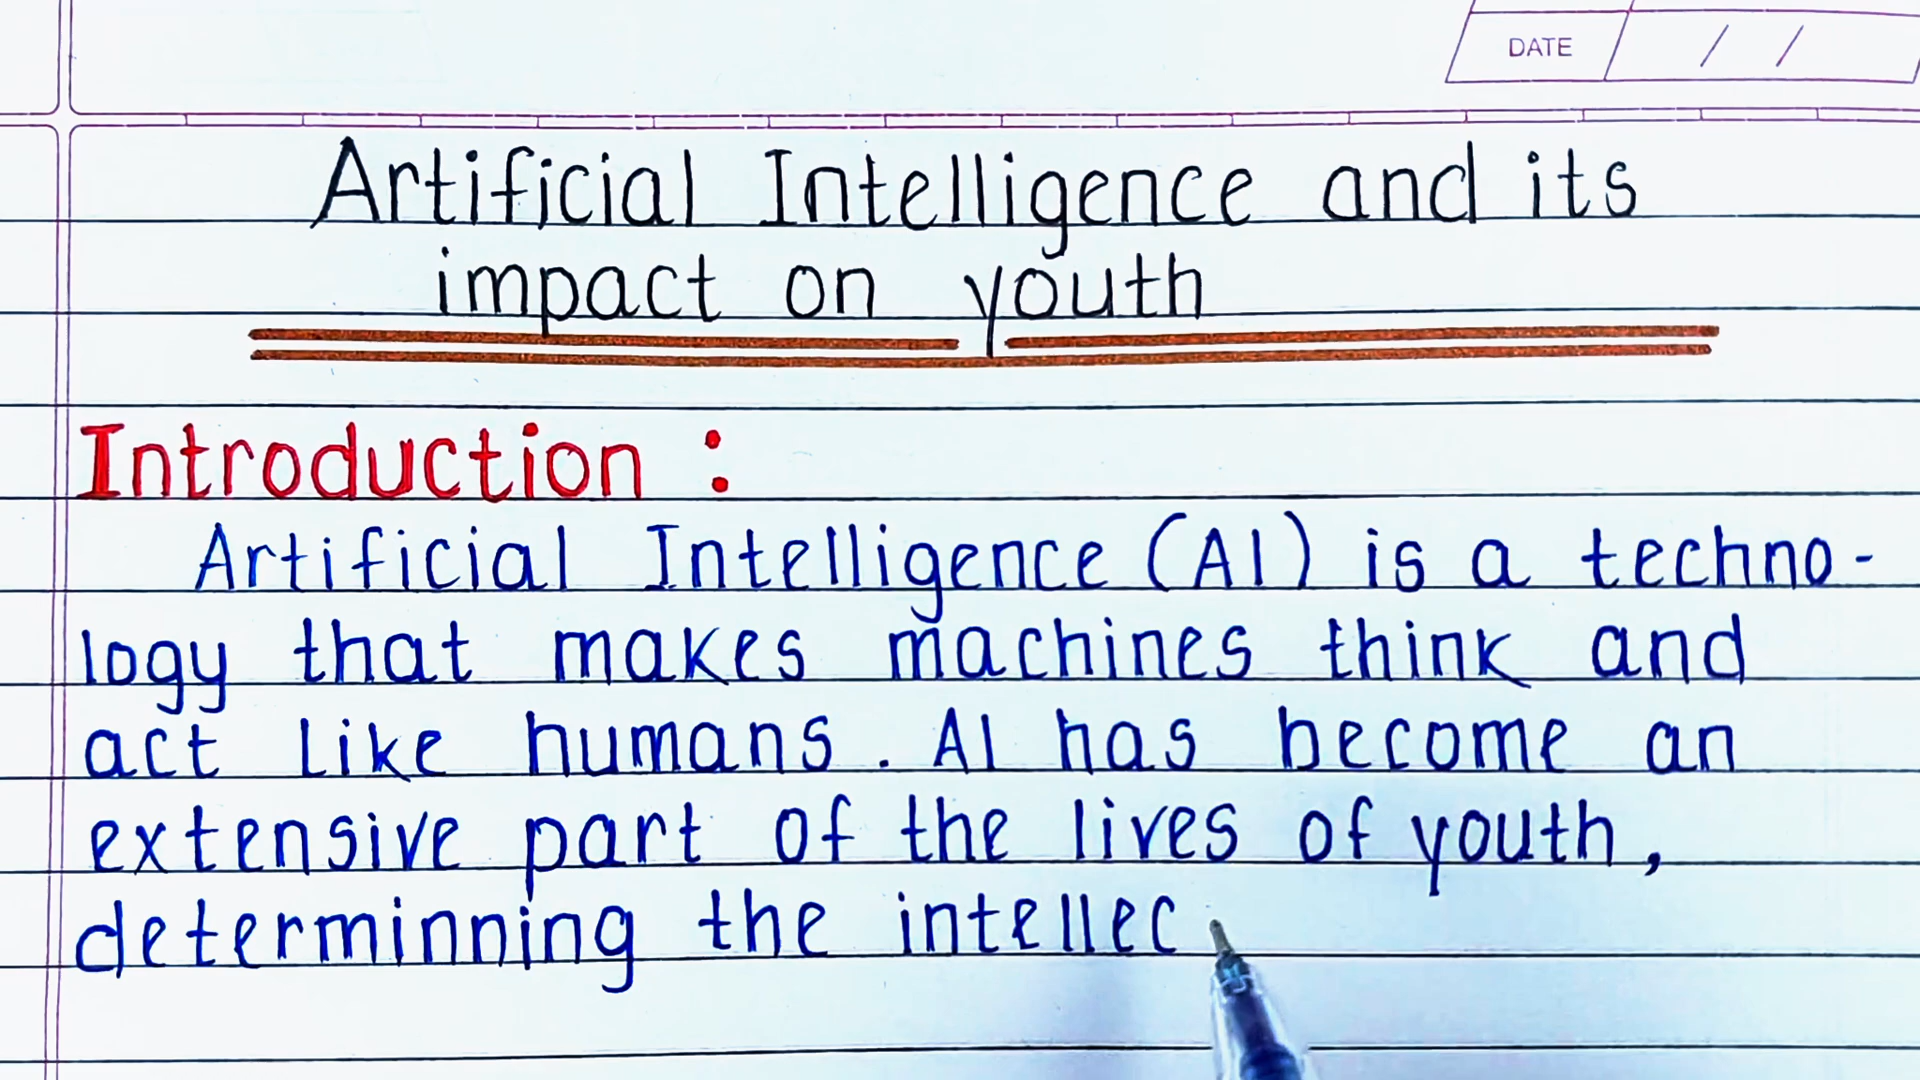 DATE / /
Artificial Intelligence and its
impact on youth
Introduction :
Artificial Intelligence (AI) is a techno-
logy that makes machines think and
act like humans. AI has become an
extensive part of the lives of youth,
determinning the intellec